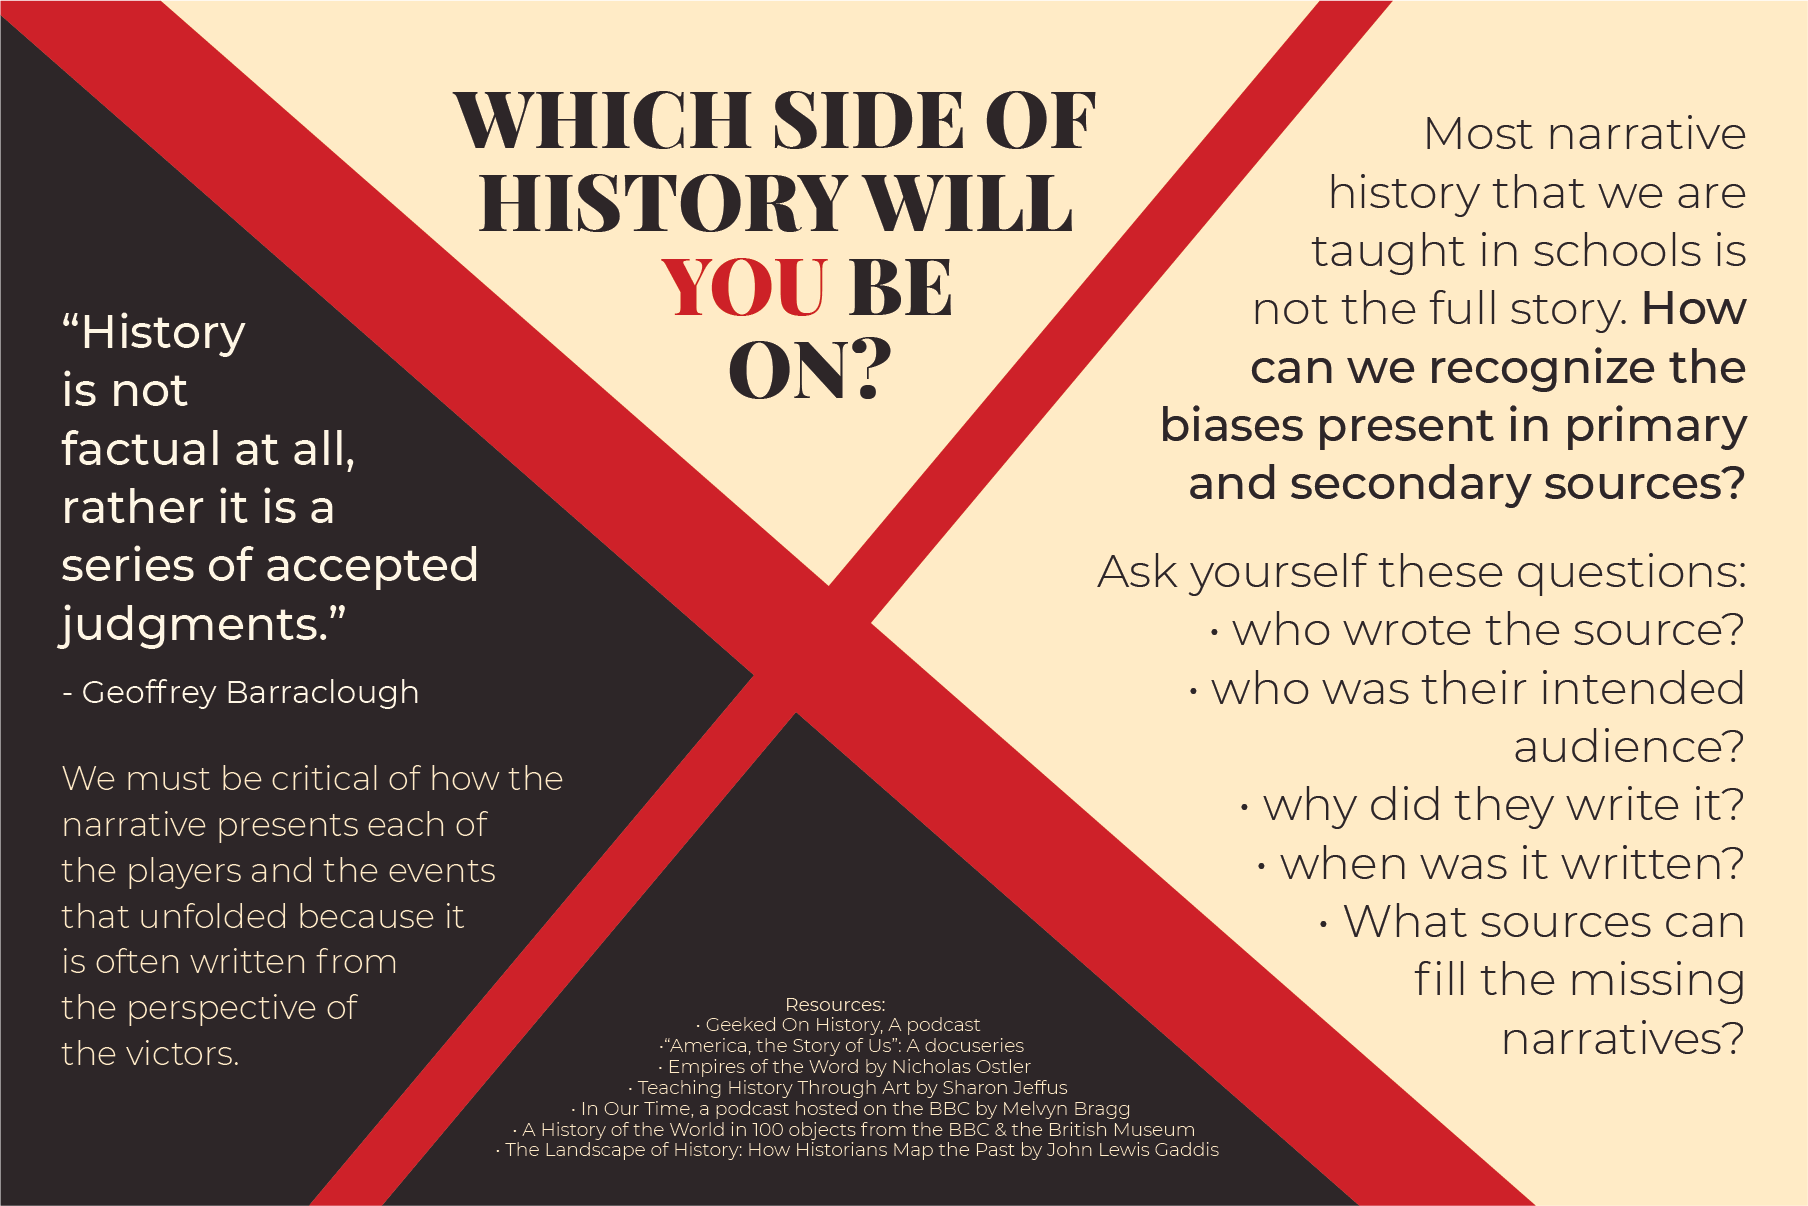 WHICH SIDE OF
HISTORY WILL
YOU BE
ON?
“History
is not
factual at all,
rather it is a
series of accepted
judgments.”
- Geoffrey Barraclough
We must be critical of how the
narrative presents each of
the players and the events
that unfolded because it
is often written from
the perspective of
the victors.
Most narrative
history that we are
taught in schools is
not the full story. How
can we recognize the
biases present in primary
and secondary sources?
Ask yourself these questions:
• who wrote the source?
• who was their intended
audience?
• why did they write it?
• when was it written?
• What sources can
fill the missing
narratives?
Resources:
• Geeked On History, A podcast
•“America, the Story of Us”: A docuseries
• Empires of the Word by Nicholas Ostler
• Teaching History Through Art by Sharon Jeffus
• In Our Time, a podcast hosted on the BBC by Melvyn Bragg
• A History of the World in 100 objects from the BBC & the British Museum
• The Landscape of History: How Historians Map the Past by John Lewis Gaddis